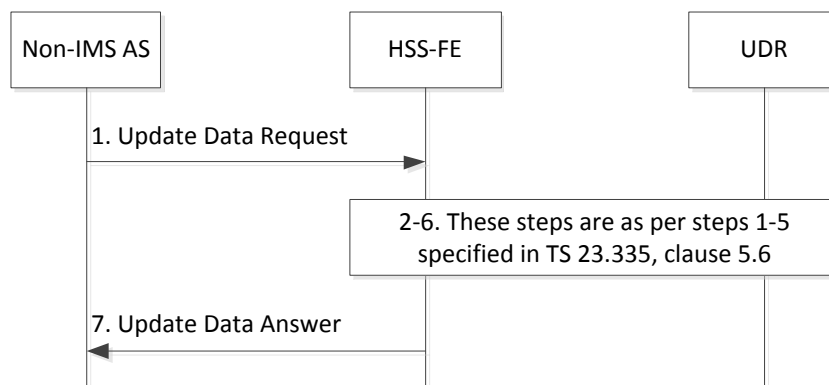 Non-IMS AS
HSS-FE
UDR
1. Update Data Request
2-6. These steps are as per steps 1-5
specified in TS 23.335, clause 5.6
7. Update Data Answer